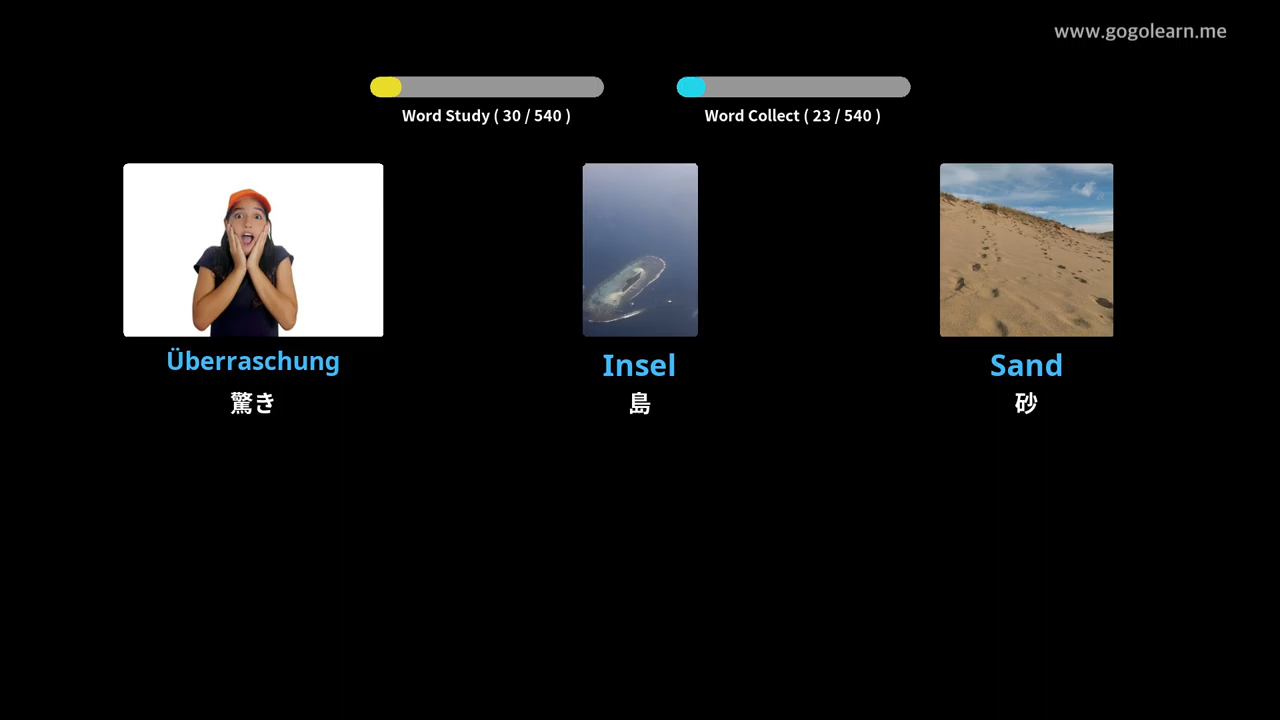 www.gogolearn.me
Word Study ( 30 / 540 )
Word Collect ( 23 / 540 )
Überraschung
Insel
Sand
驚き
島
砂